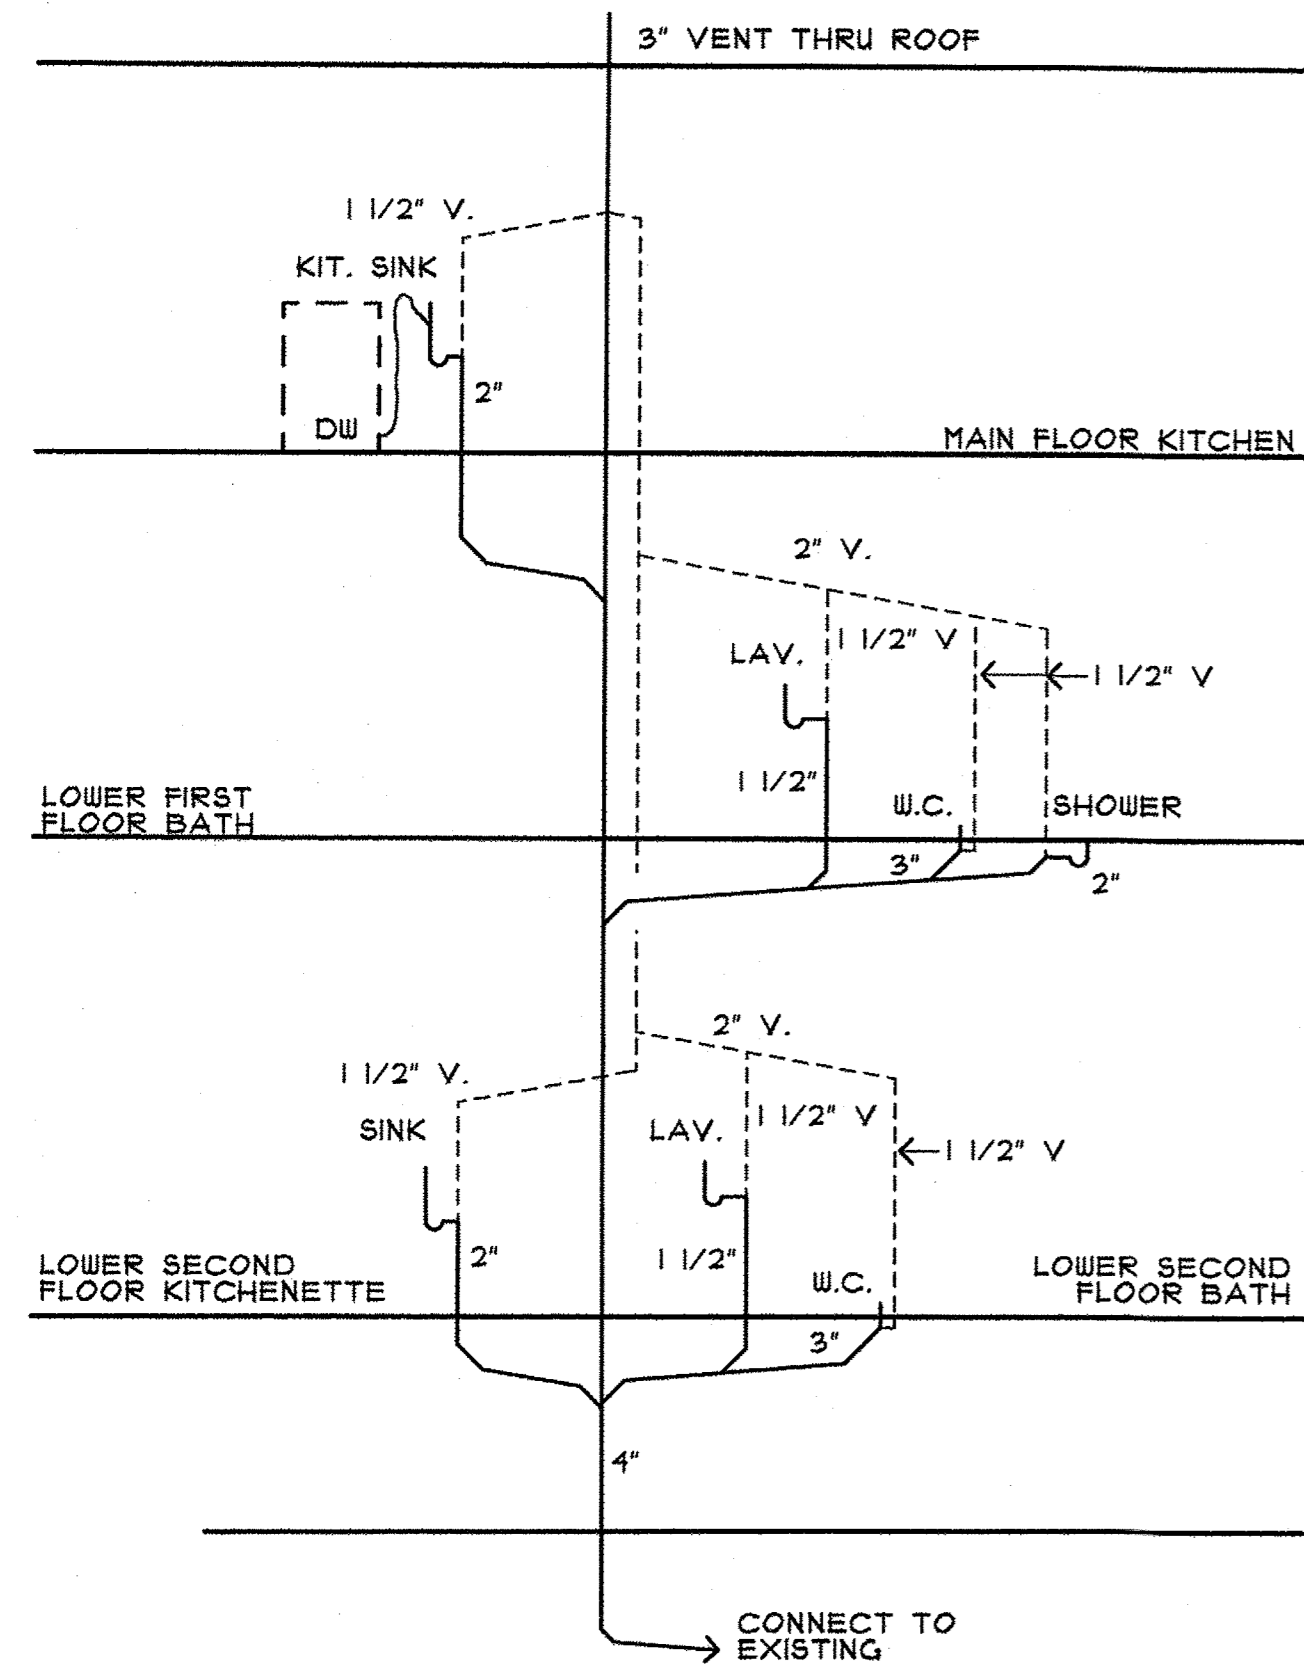 3" VENT THRU ROOF
1 1/2" V.
KIT. SINK
2"
DW
MAIN FLOOR KITCHEN
2" V.
1 1/2" V
LAV.
1 1/2" V
1 1/2"
LOWER FIRST
FLOOR BATH
W.C.
SHOWER
3"
2"
2" V.
1 1/2" V.
SINK
LAV.
1 1/2" V
1 1/2" V
2"
1 1/2"
LOWER SECOND
FLOOR KITCHENETTE
W.C.
LOWER SECOND
FLOOR BATH
3"
4"
CONNECT TO
EXISTING